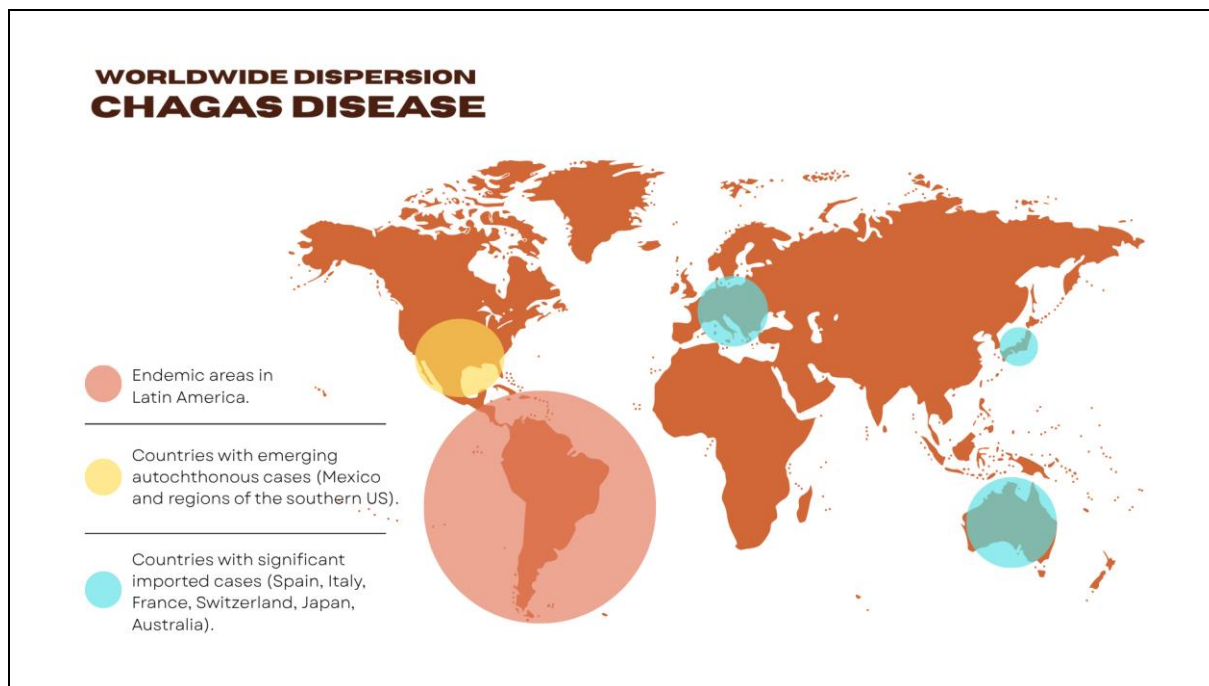 WORLDWIDE DISPERSION
CHAGAS DISEASE
Endemic areas in
Latin America.
Countries with emerging
autochthonous cases (Mexico
and regions of the southern US).
Countries with significant
imported cases (Spain, Italy,
France, Switzerland, Japan,
Australia).